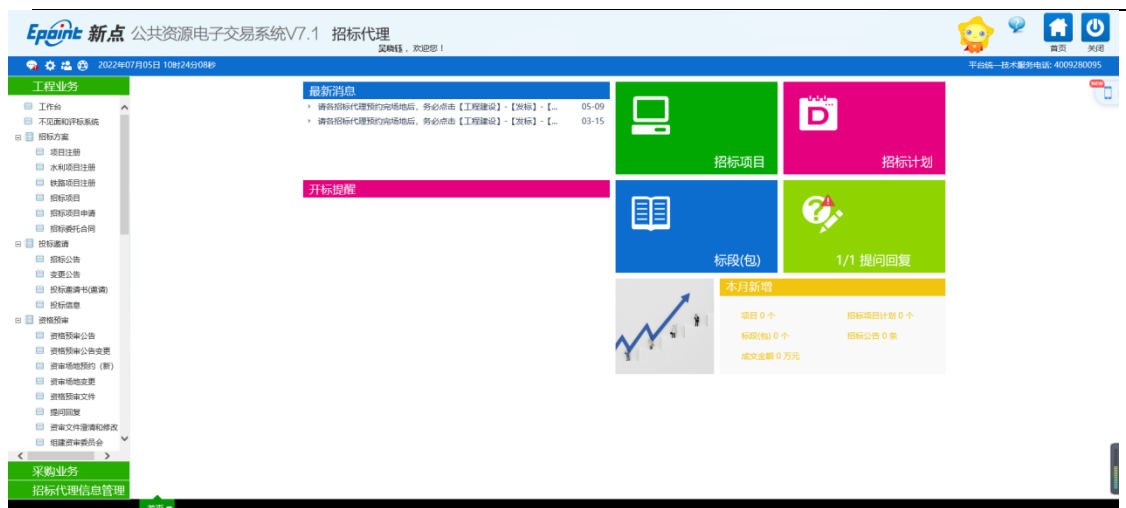 Epoint 新点 公共资源电子交易系统V7.1 招标代理
吴晓钰，欢迎您！
首页 关闭
2022年07月05日 10时24分08秒
平台统一技术服务电话: 4009280095
工程业务
工作台
不见面和评标系统
招标方案
项目注册
水利项目注册
铁路项目注册
招标项目
招标项目申请
招标委托合同
投标邀请
招标公告
变更公告
投标邀请书(邀请)
投标信息
资格预审
资格预审公告
资格预审公告变更
资审场地预约（新）
资审场地变更
资格预审文件
提问回复
资审文件澄清和修改
组建资审委员会
采购业务
招标代理信息管理
最新消息
请各招标代理预约完场地后，务必点击【工程建设】-【发标】-【... 05-09
请各招标代理预约完场地后，务必点击【工程建设】-【发标】-【... 03-15
开标提醒
招标项目
D
招标计划
标段(包)
1/1 提问回复
本月新增
项目 0 个 招标项目计划 0 个
标段(包) 0 个 招标公告 0 条
成交金额 0 万元
NEW
首页